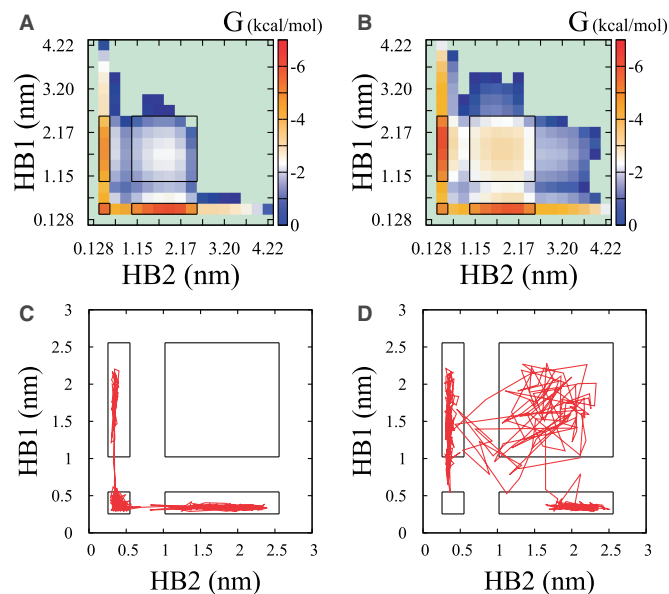 A
G (kcal/mol)
B
G (kcal/mol)
4.22
3.20
2.17
1.15
0.128
HB1 (nm)
0.128 1.15 2.17 3.20 4.22
HB2 (nm)
-6
-4
-2
0
4.22
3.20
2.17
1.15
0.128
HB1 (nm)
0.128 1.15 2.17 3.20 4.22
HB2 (nm)
-6
-4
-2
0
C
3
2.5
2
1.5
1
0.5
0
HB1 (nm)
0 0.5 1 1.5 2 2.5 3
HB2 (nm)
D
3
2.5
2
1.5
1
0.5
0
HB1 (nm)
0 0.5 1 1.5 2 2.5 3
HB2 (nm)